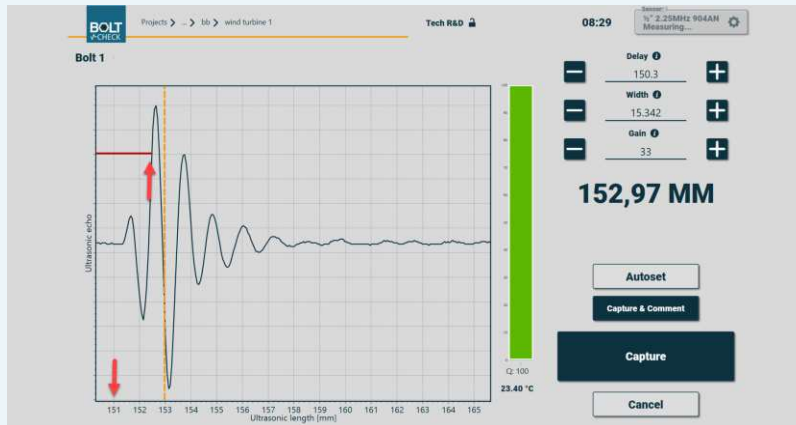 BOLT
✓CHECK
Projects ❯ ... ❯ bb ❯ wind turbine 1
Tech R&D
08:29
½" 2.25MHz 904AN
Measuring...
Bolt 1
Delay
150.3
Width
15.342
Gain
33
152,97 MM
Autoset
Capture & Comment
Capture
Cancel
Ultrasonic echo
Q: 100
23.40 °C
151 152 153 154 155 156 157 158 159 160 161 162 163 164 165
Ultrasonic length [mm]